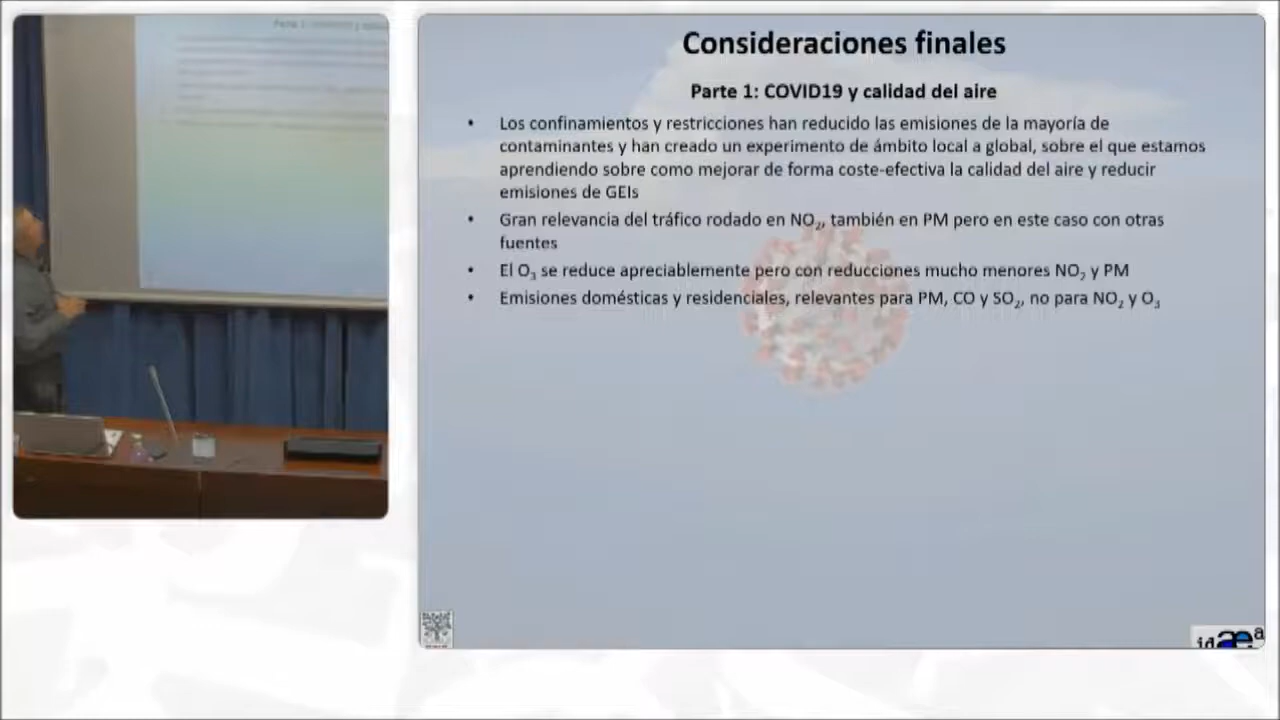 Consideraciones finales
Parte 1: COVID19 y calidad del aire
• Los confinamientos y restricciones han reducido las emisiones de la mayoría de
contaminantes y han creado un experimento de ámbito local a global, sobre el que estamos
aprendiendo sobre como mejorar de forma coste-efectiva la calidad del aire y reducir
emisiones de GEIs
• Gran relevancia del tráfico rodado en NO₂, también en PM pero en este caso con otras
fuentes
• El O₃ se reduce apreciablemente pero con reducciones mucho menores NO₂ y PM
• Emisiones domésticas y residenciales, relevantes para PM, CO y SO₂, no para NO₂ y O₃
idæa